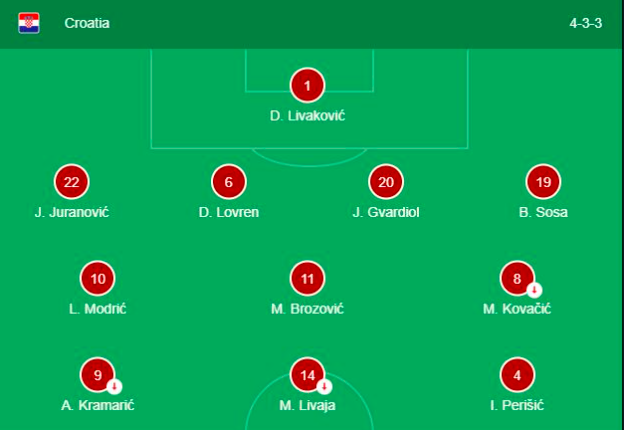 Croatia 4-3-3
1
D. Livaković
22 6 20 19
J. Juranović D. Lovren J. Gvardiol B. Sosa
10 11 8
L. Modrić M. Brozović M. Kovačić
9 14 4
A. Kramarić M. Livaja I. Perišić